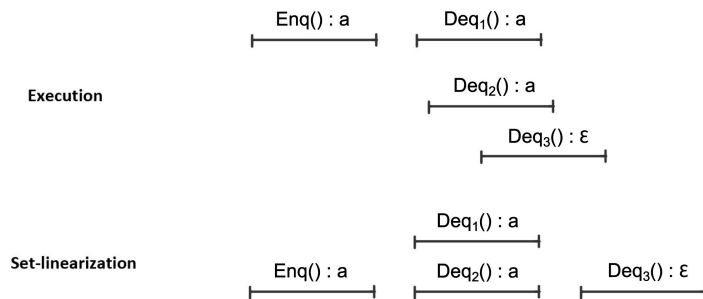 Enq() : a Deq₁() : a
Execution
Deq₂() : a
Deq₃() : ℇ
Deq₁() : a
Set-linearization
Enq() : a Deq₂() : a Deq₃() : ℇ